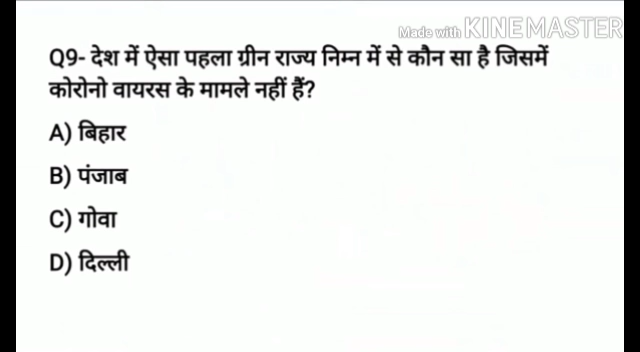 Made with KINEMASTER
Q9- देश में ऐसा पहला ग्रीन राज्य निम्न में से कौन सा है जिसमें
कोरोनो वायरस के मामले नहीं हैं?
A) बिहार
B) पंजाब
C) गोवा
D) दिल्ली